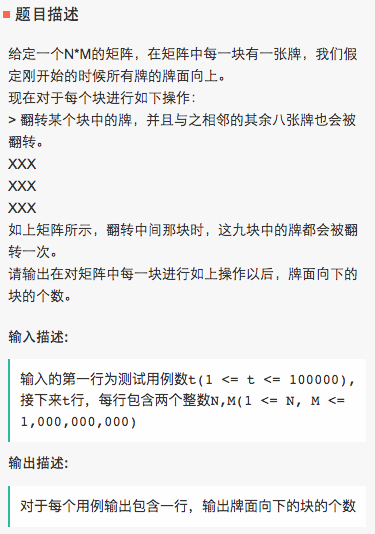 题目描述
给定一个N*M的矩阵，在矩阵中每一块有一张牌，我们假
定刚开始的时候所有牌的牌面向上。
现在对于每个块进行如下操作：
> 翻转某个块中的牌，并且与之相邻的其余八张牌也会被
翻转。
XXX
XXX
XXX
如上矩阵所示，翻转中间那块时，这九块中的牌都会被翻
转一次。
请输出在对矩阵中每一块进行如上操作以后，牌面向下的
块的个数。
输入描述:
输入的第一行为测试用例数t(1 <= t <= 100000),
接下来t行，每行包含两个整数N,M(1 <= N, M <=
1,000,000,000)
输出描述:
对于每个用例输出包含一行，输出牌面向下的块的个数